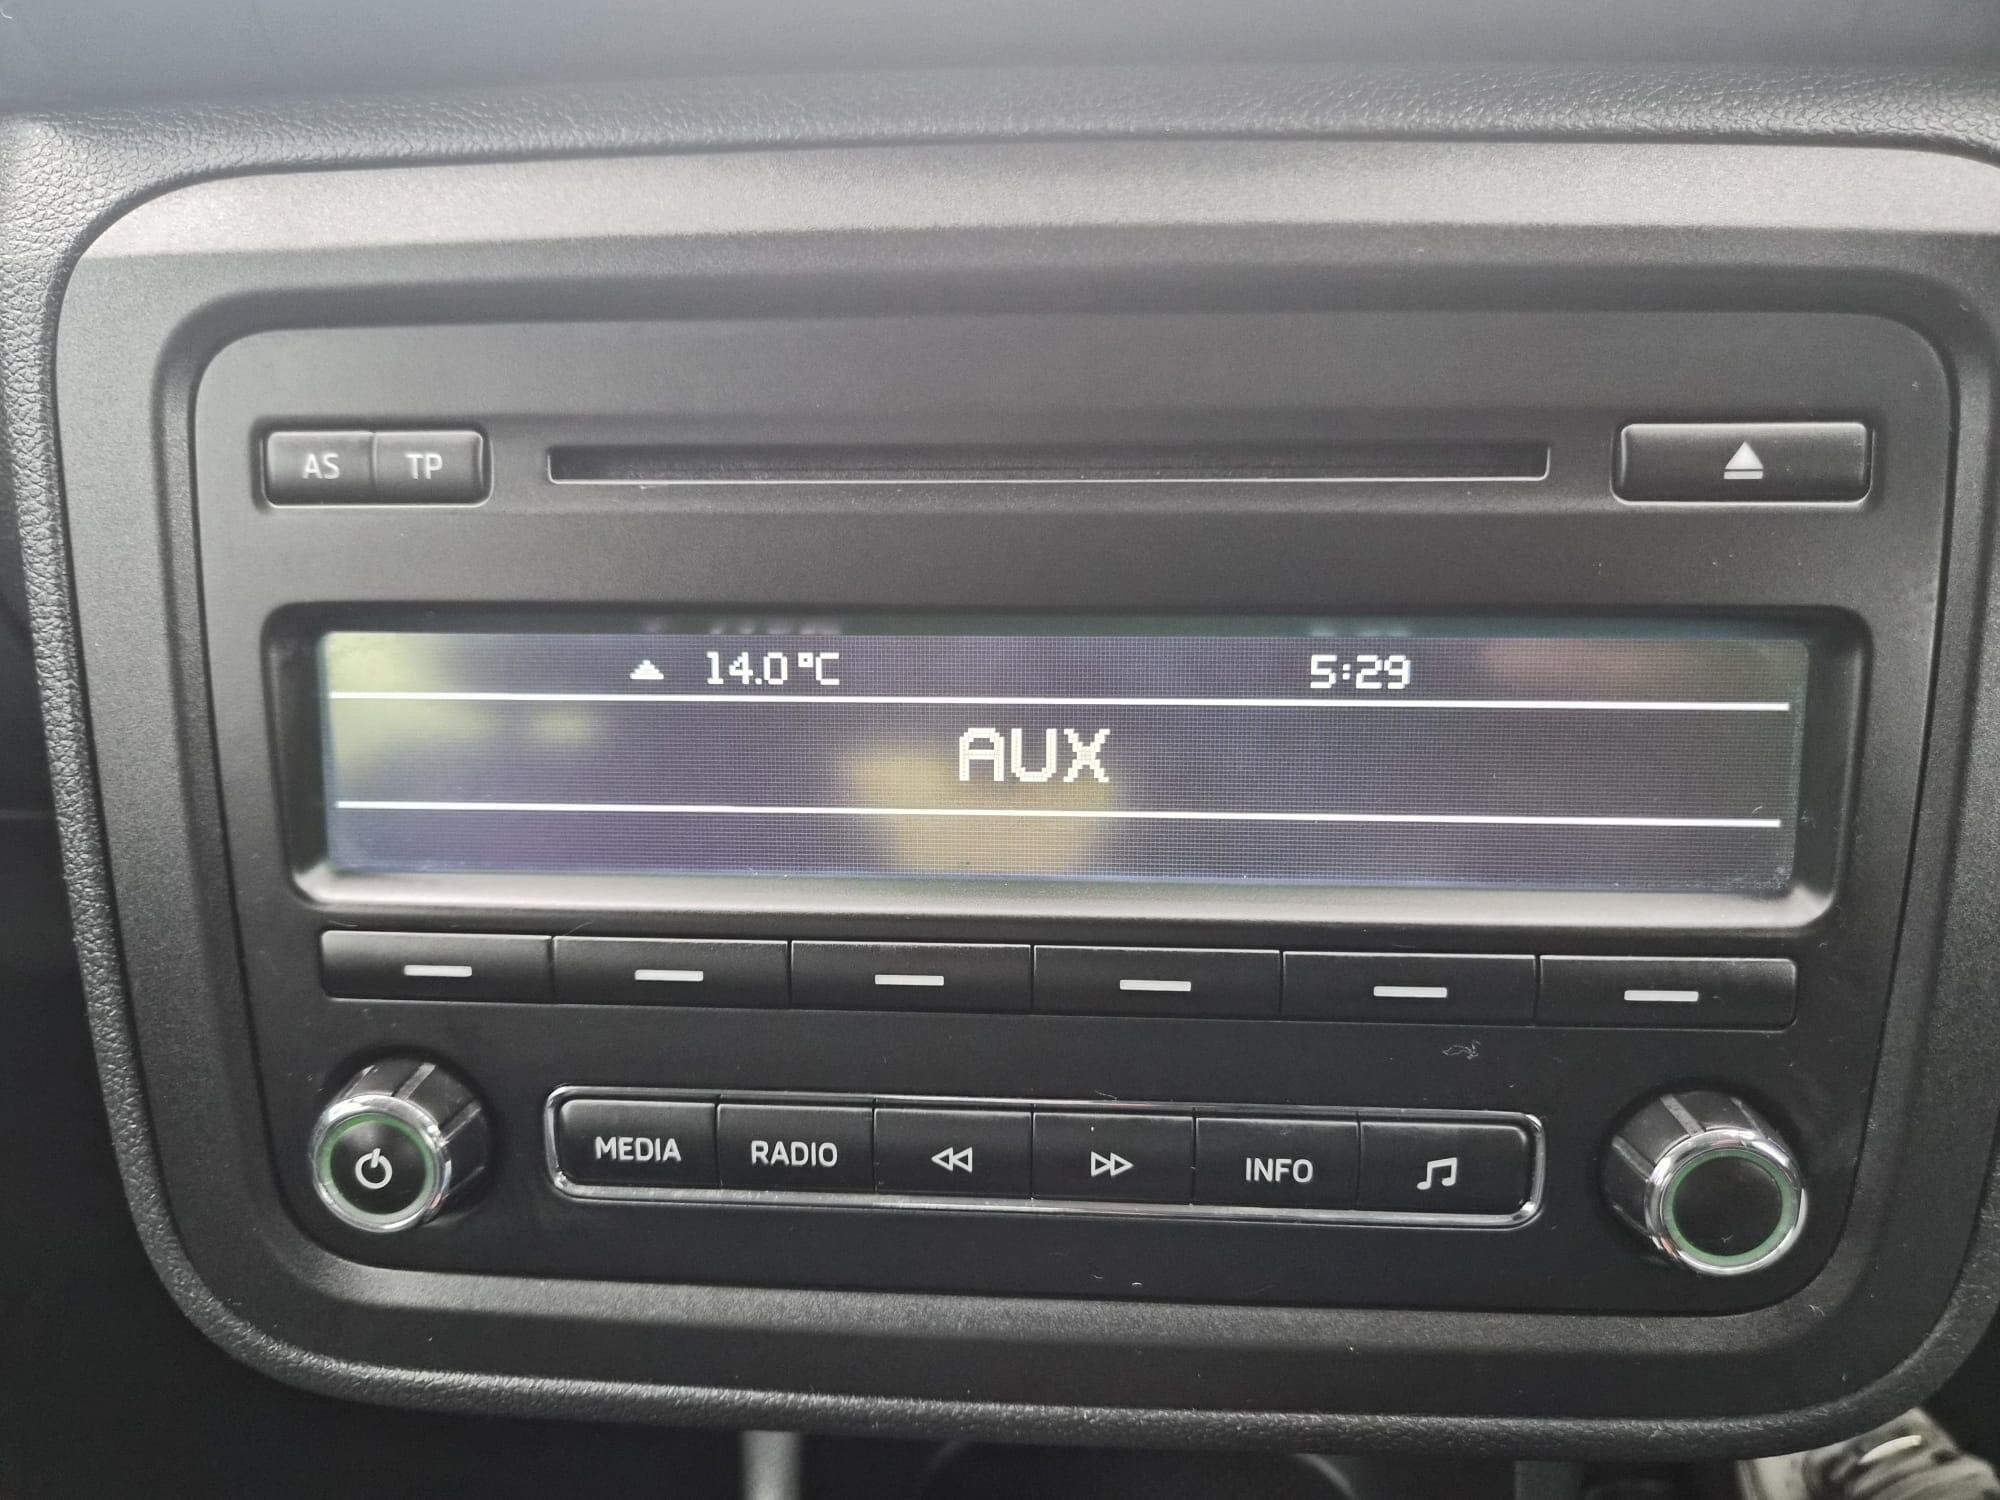 AS TP
14.0°C 5:29
AUX
MEDIA RADIO INFO